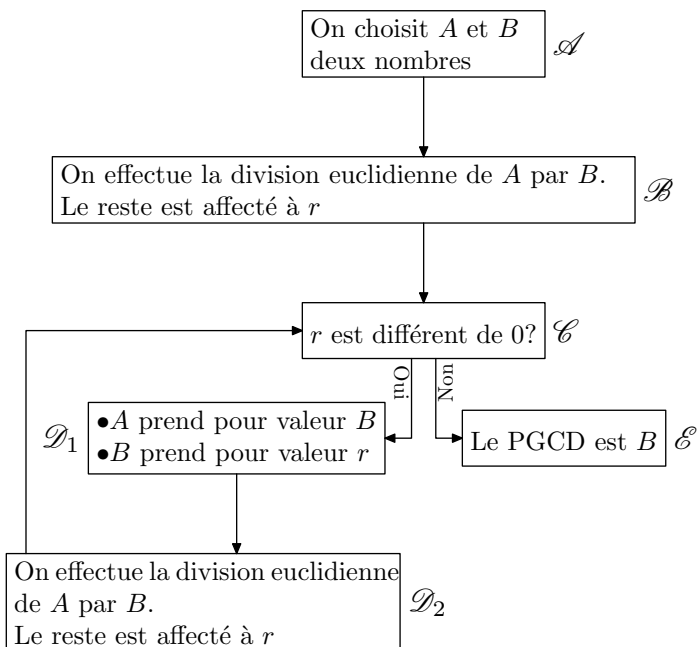 On choisit A et B
deux nombres
𝒜
On effectue la division euclidienne de A par B.
Le reste est affecté à r
ℬ
r est différent de 0?
𝒞
Oui
Non
𝒟1
•A prend pour valeur B
•B prend pour valeur r
Le PGCD est B
ℰ
On effectue la division euclidienne
de A par B.
Le reste est affecté à r
𝒟2